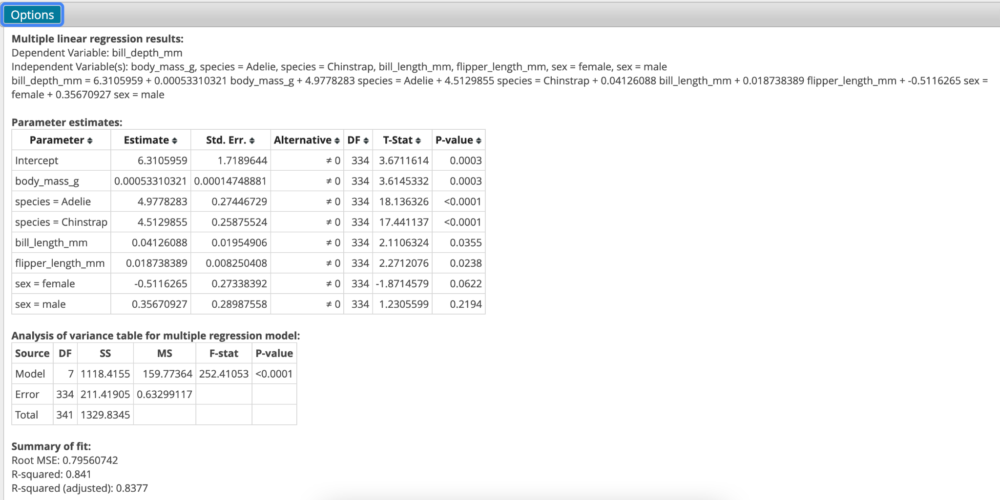 Options
Multiple linear regression results:
Dependent Variable: bill_depth_mm
Independent Variable(s): body_mass_g, species = Adelie, species = Chinstrap, bill_length_mm, flipper_length_mm, sex = female, sex = male
bill_depth_mm = 6.3105959 + 0.00053310321 body_mass_g + 4.9778283 species = Adelie + 4.5129855 species = Chinstrap + 0.04126088 bill_length_mm + 0.018738389 flipper_length_mm + -0.5116265 sex =
female + 0.35670927 sex = male
Parameter estimates:
Parameter Estimate Std. Err. Alternative DF T-Stat P-value
Intercept 6.3105959 1.7189644 ≠ 0 334 3.6711614 0.0003
body_mass_g 0.00053310321 0.00014748881 ≠ 0 334 3.6145332 0.0003
species = Adelie 4.9778283 0.27446729 ≠ 0 334 18.136326 <0.0001
species = Chinstrap 4.5129855 0.25875524 ≠ 0 334 17.441137 <0.0001
bill_length_mm 0.04126088 0.01954906 ≠ 0 334 2.1106324 0.0355
flipper_length_mm 0.018738389 0.008250408 ≠ 0 334 2.2712076 0.0238
sex = female -0.5116265 0.27338392 ≠ 0 334 -1.8714579 0.0622
sex = male 0.35670927 0.28987558 ≠ 0 334 1.2305599 0.2194
Analysis of variance table for multiple regression model:
Source DF SS MS F-stat P-value
Model 7 1118.4155 159.77364 252.41053 <0.0001
Error 334 211.41905 0.63299117
Total 341 1329.8345
Summary of fit:
Root MSE: 0.79560742
R-squared: 0.841
R-squared (adjusted): 0.8377